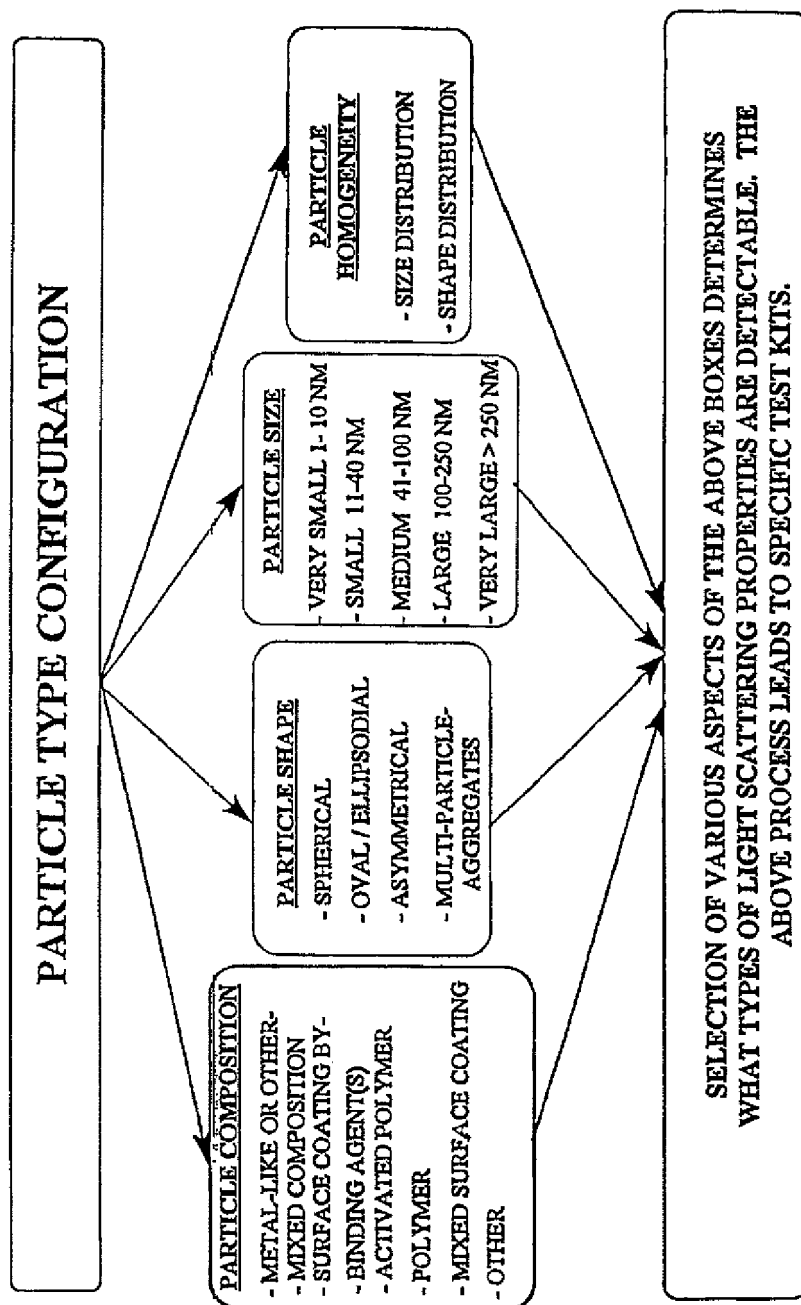 PARTICLE TYPE CONFIGURATION
PARTICLE COMPOSITION
- METAL-LIKE OR OTHER-
- MIXED COMPOSITION
- SURFACE COATING BY-
- BINDING AGENT(S)
- ACTIVATED POLYMER
- POLYMER
- MIXED SURFACE COATING
- OTHER
PARTICLE SHAPE
- SPHERICAL
- OVAL / ELLIPSODIAL
- ASYMMETRICAL
- MULTI-PARTICLE-
AGGREGATES
PARTICLE SIZE
- VERY SMALL 1- 10 NM
- SMALL 11-40 NM
- MEDIUM 41-100 NM
- LARGE 100-250 NM
- VERY LARGE > 250 NM
PARTICLE
HOMOGENEITY
- SIZE DISTRIBUTION
- SHAPE DISTRIBUTION
SELECTION OF VARIOUS ASPECTS OF THE ABOVE BOXES DETERMINES
WHAT TYPES OF LIGHT SCATTERING PROPERTIES ARE DETECTABLE. THE
ABOVE PROCESS LEADS TO SPECIFIC TEST KITS.